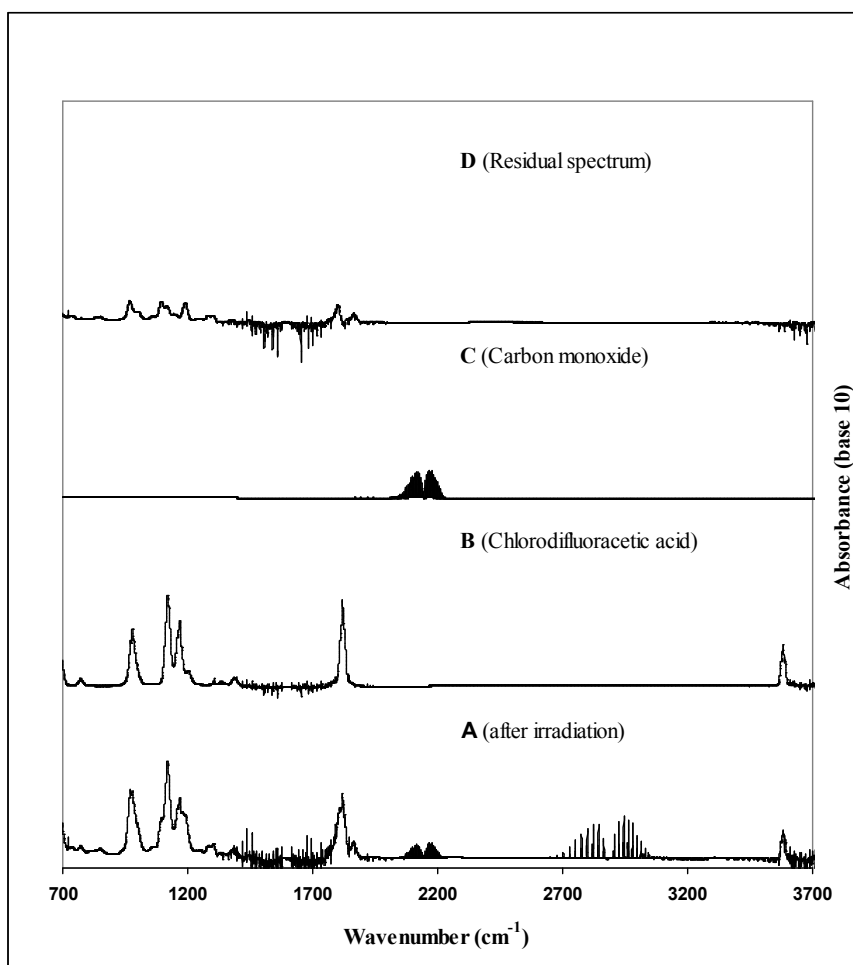 D (Residual spectrum)
C (Carbon monoxide)
B (Chlorodifluoracetic acid)
A (after irradiation)
Absorbance (base 10)
700 1200 1700 2200 2700 3200 3700
Wavenumber (cm⁻¹)